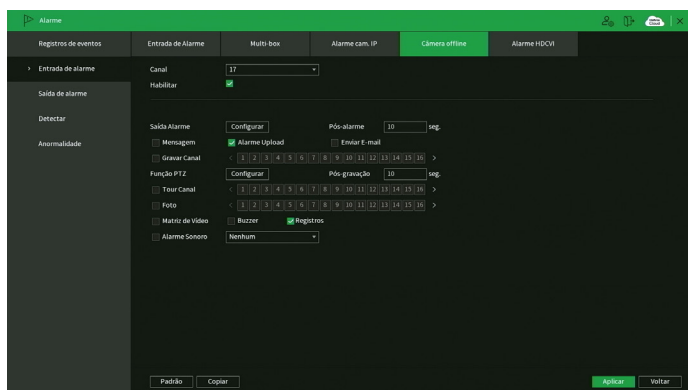 Alarme
Intelbras Cloud
Registros de eventos
Entrada de Alarme
Multi-box
Alarme cam. IP
Câmera offline
Alarme HDCVI
> Entrada de alarme
Saída de alarme
Detectar
Anormalidade
Canal 17
Habilitar
Saída Alarme Configurar Pós-alarme 10 seg.
Mensagem Alarme Upload Enviar E-mail
Gravar Canal < 1 2 3 4 5 6 7 8 9 10 11 12 13 14 15 16 >
Função PTZ Configurar Pós-gravação 10 seg.
Tour Canal < 1 2 3 4 5 6 7 8 9 10 11 12 13 14 15 16 >
Foto < 1 2 3 4 5 6 7 8 9 10 11 12 13 14 15 16 >
Matriz de Vídeo Buzzer Registros
Alarme Sonoro Nenhum
Padrão Copiar Aplicar Voltar